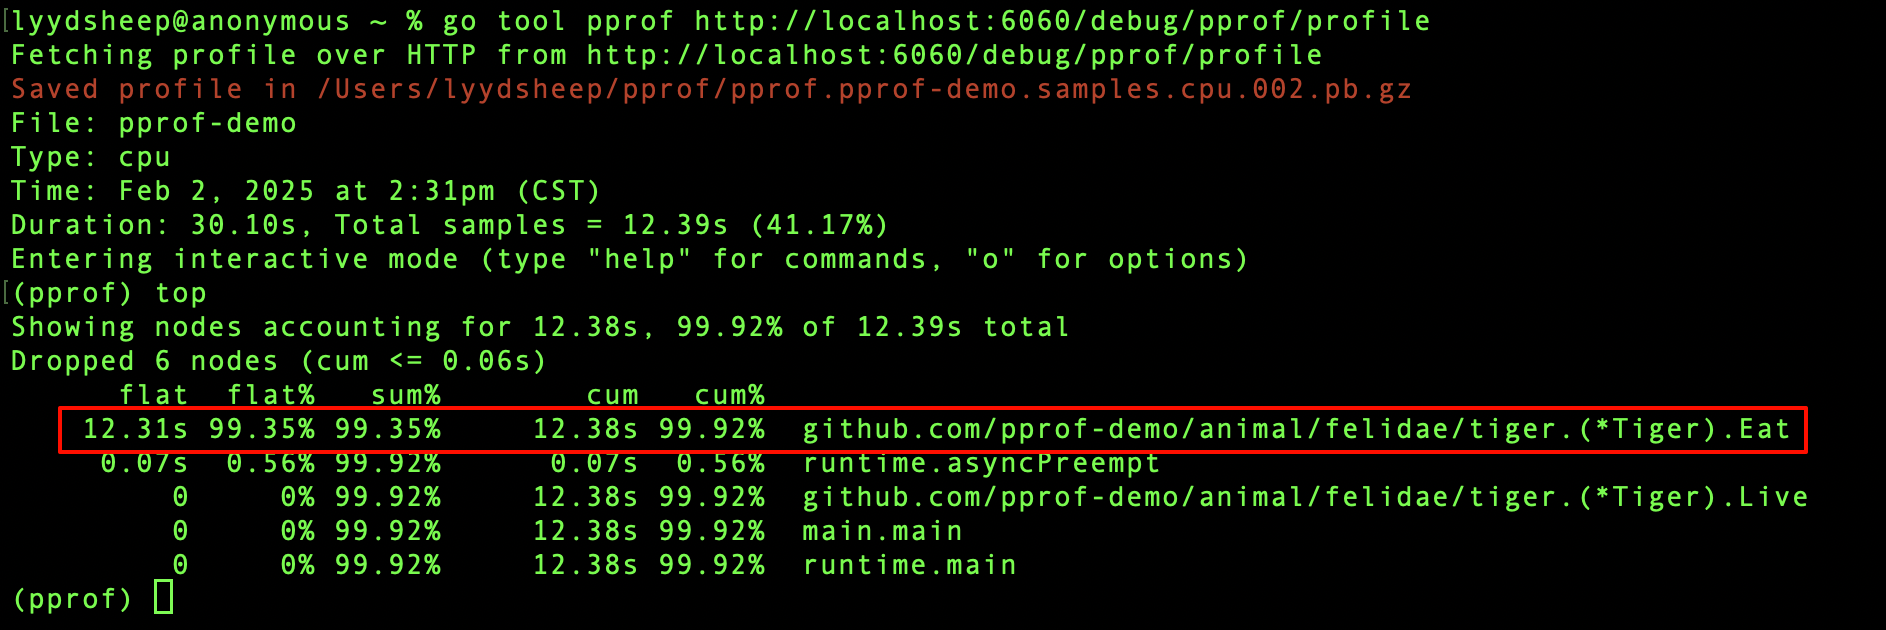 [lyydsheep@anonymous ~ % go tool pprof http://localhost:6060/debug/pprof/profile
Fetching profile over HTTP from http://localhost:6060/debug/pprof/profile
Saved profile in /Users/lyydsheep/pprof/pprof.pprof-demo.samples.cpu.002.pb.gz
File: pprof-demo
Type: cpu
Time: Feb 2, 2025 at 2:31pm (CST)
Duration: 30.10s, Total samples = 12.39s (41.17%)
Entering interactive mode (type "help" for commands, "o" for options)
[(pprof) top
Showing nodes accounting for 12.38s, 99.92% of 12.39s total
Dropped 6 nodes (cum <= 0.06s)
flat flat% sum% cum cum%
12.31s 99.35% 99.35% 12.38s 99.92% github.com/pprof-demo/animal/felidae/tiger.(*Tiger).Eat
0.07s 0.56% 99.92% 0.07s 0.56% runtime.asyncPreempt
0 0% 99.92% 12.38s 99.92% github.com/pprof-demo/animal/felidae/tiger.(*Tiger).Live
0 0% 99.92% 12.38s 99.92% main.main
0 0% 99.92% 12.38s 99.92% runtime.main
(pprof)